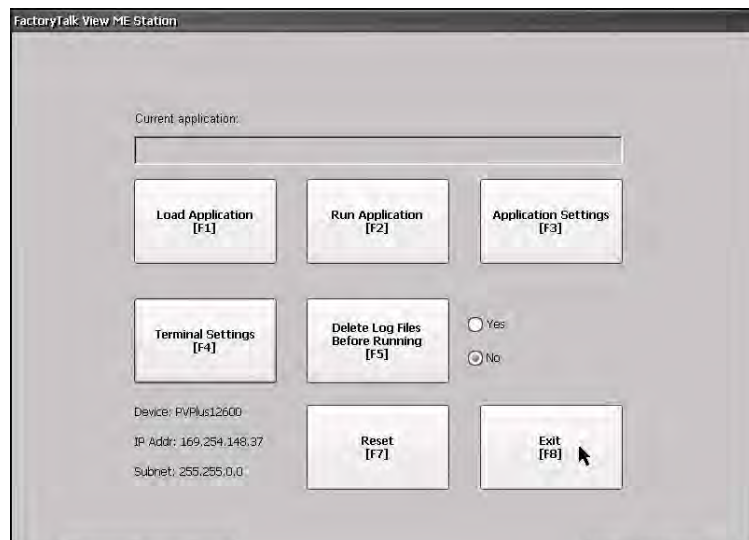 FactoryTalk View ME Station
Current application:
Load Application
[F1]
Run Application
[F2]
Application Settings
[F3]
Terminal Settings
[F4]
Delete Log Files
Before Running
[F5]
Yes
No
Device: PVPlus12600
IP Addr: 169.254.148.37
Subnet: 255.255.0.0
Reset
[F7]
Exit
[F8]